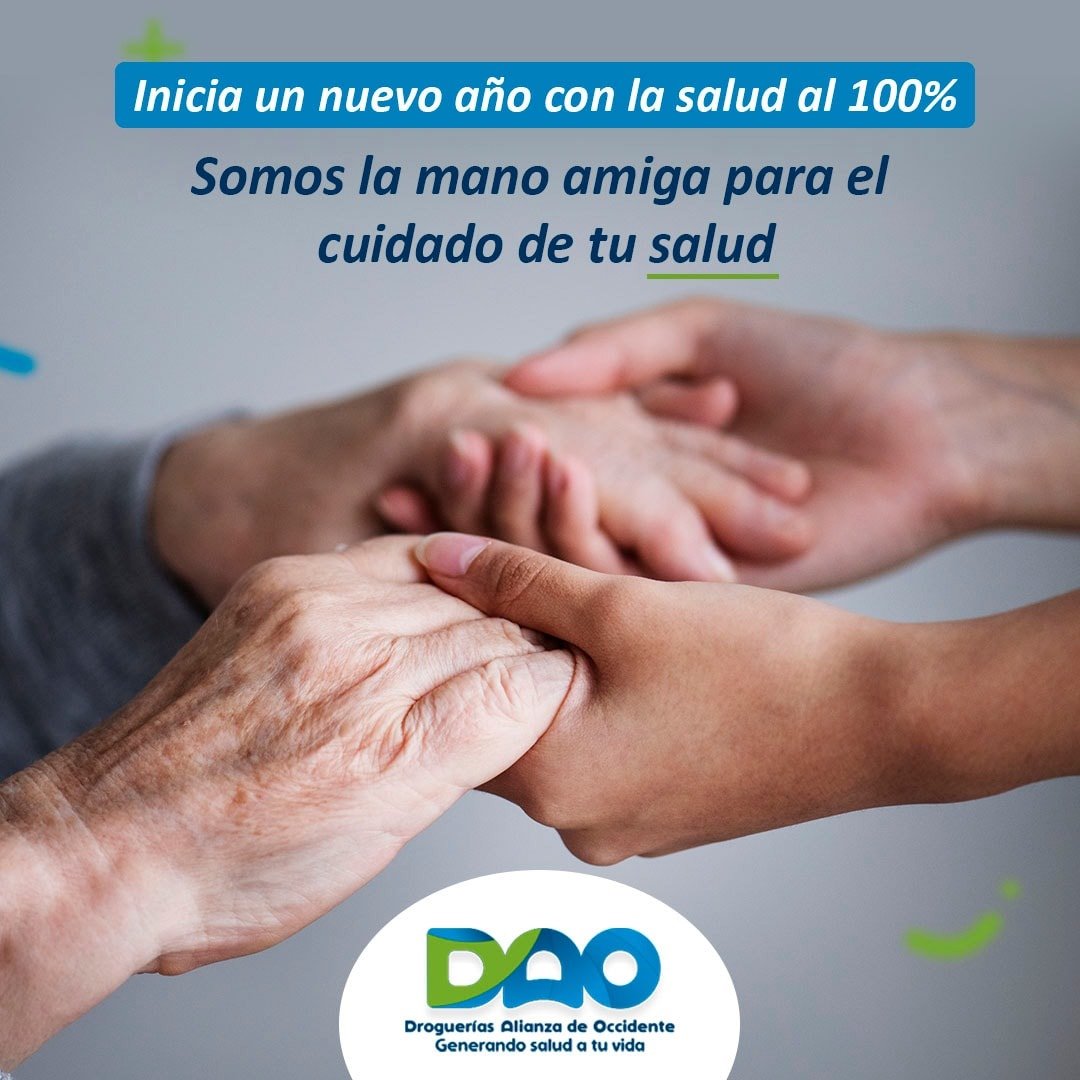 Inicia un nuevo año con la salud al 100%
Somos la mano amiga para el
cuidado de tu salud
DAO
Droguerías Alianza de Occidente
Generando salud a tu vida